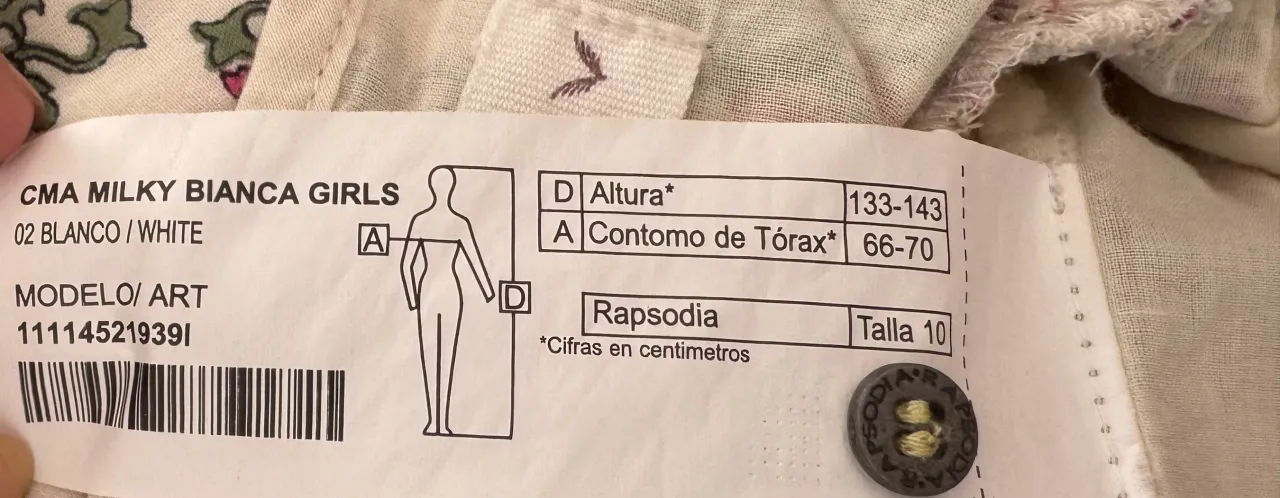 CMA MILKY BIANCA GIRLS
02 BLANCO / WHITE
MODELO/ ART
11114521939I
A
D
D Altura* 133-143
A Contomo de Tórax* 66-70
Rapsodia Talla 10
*Cifras en centimetros
RAPSODIA·RAPSODIA·